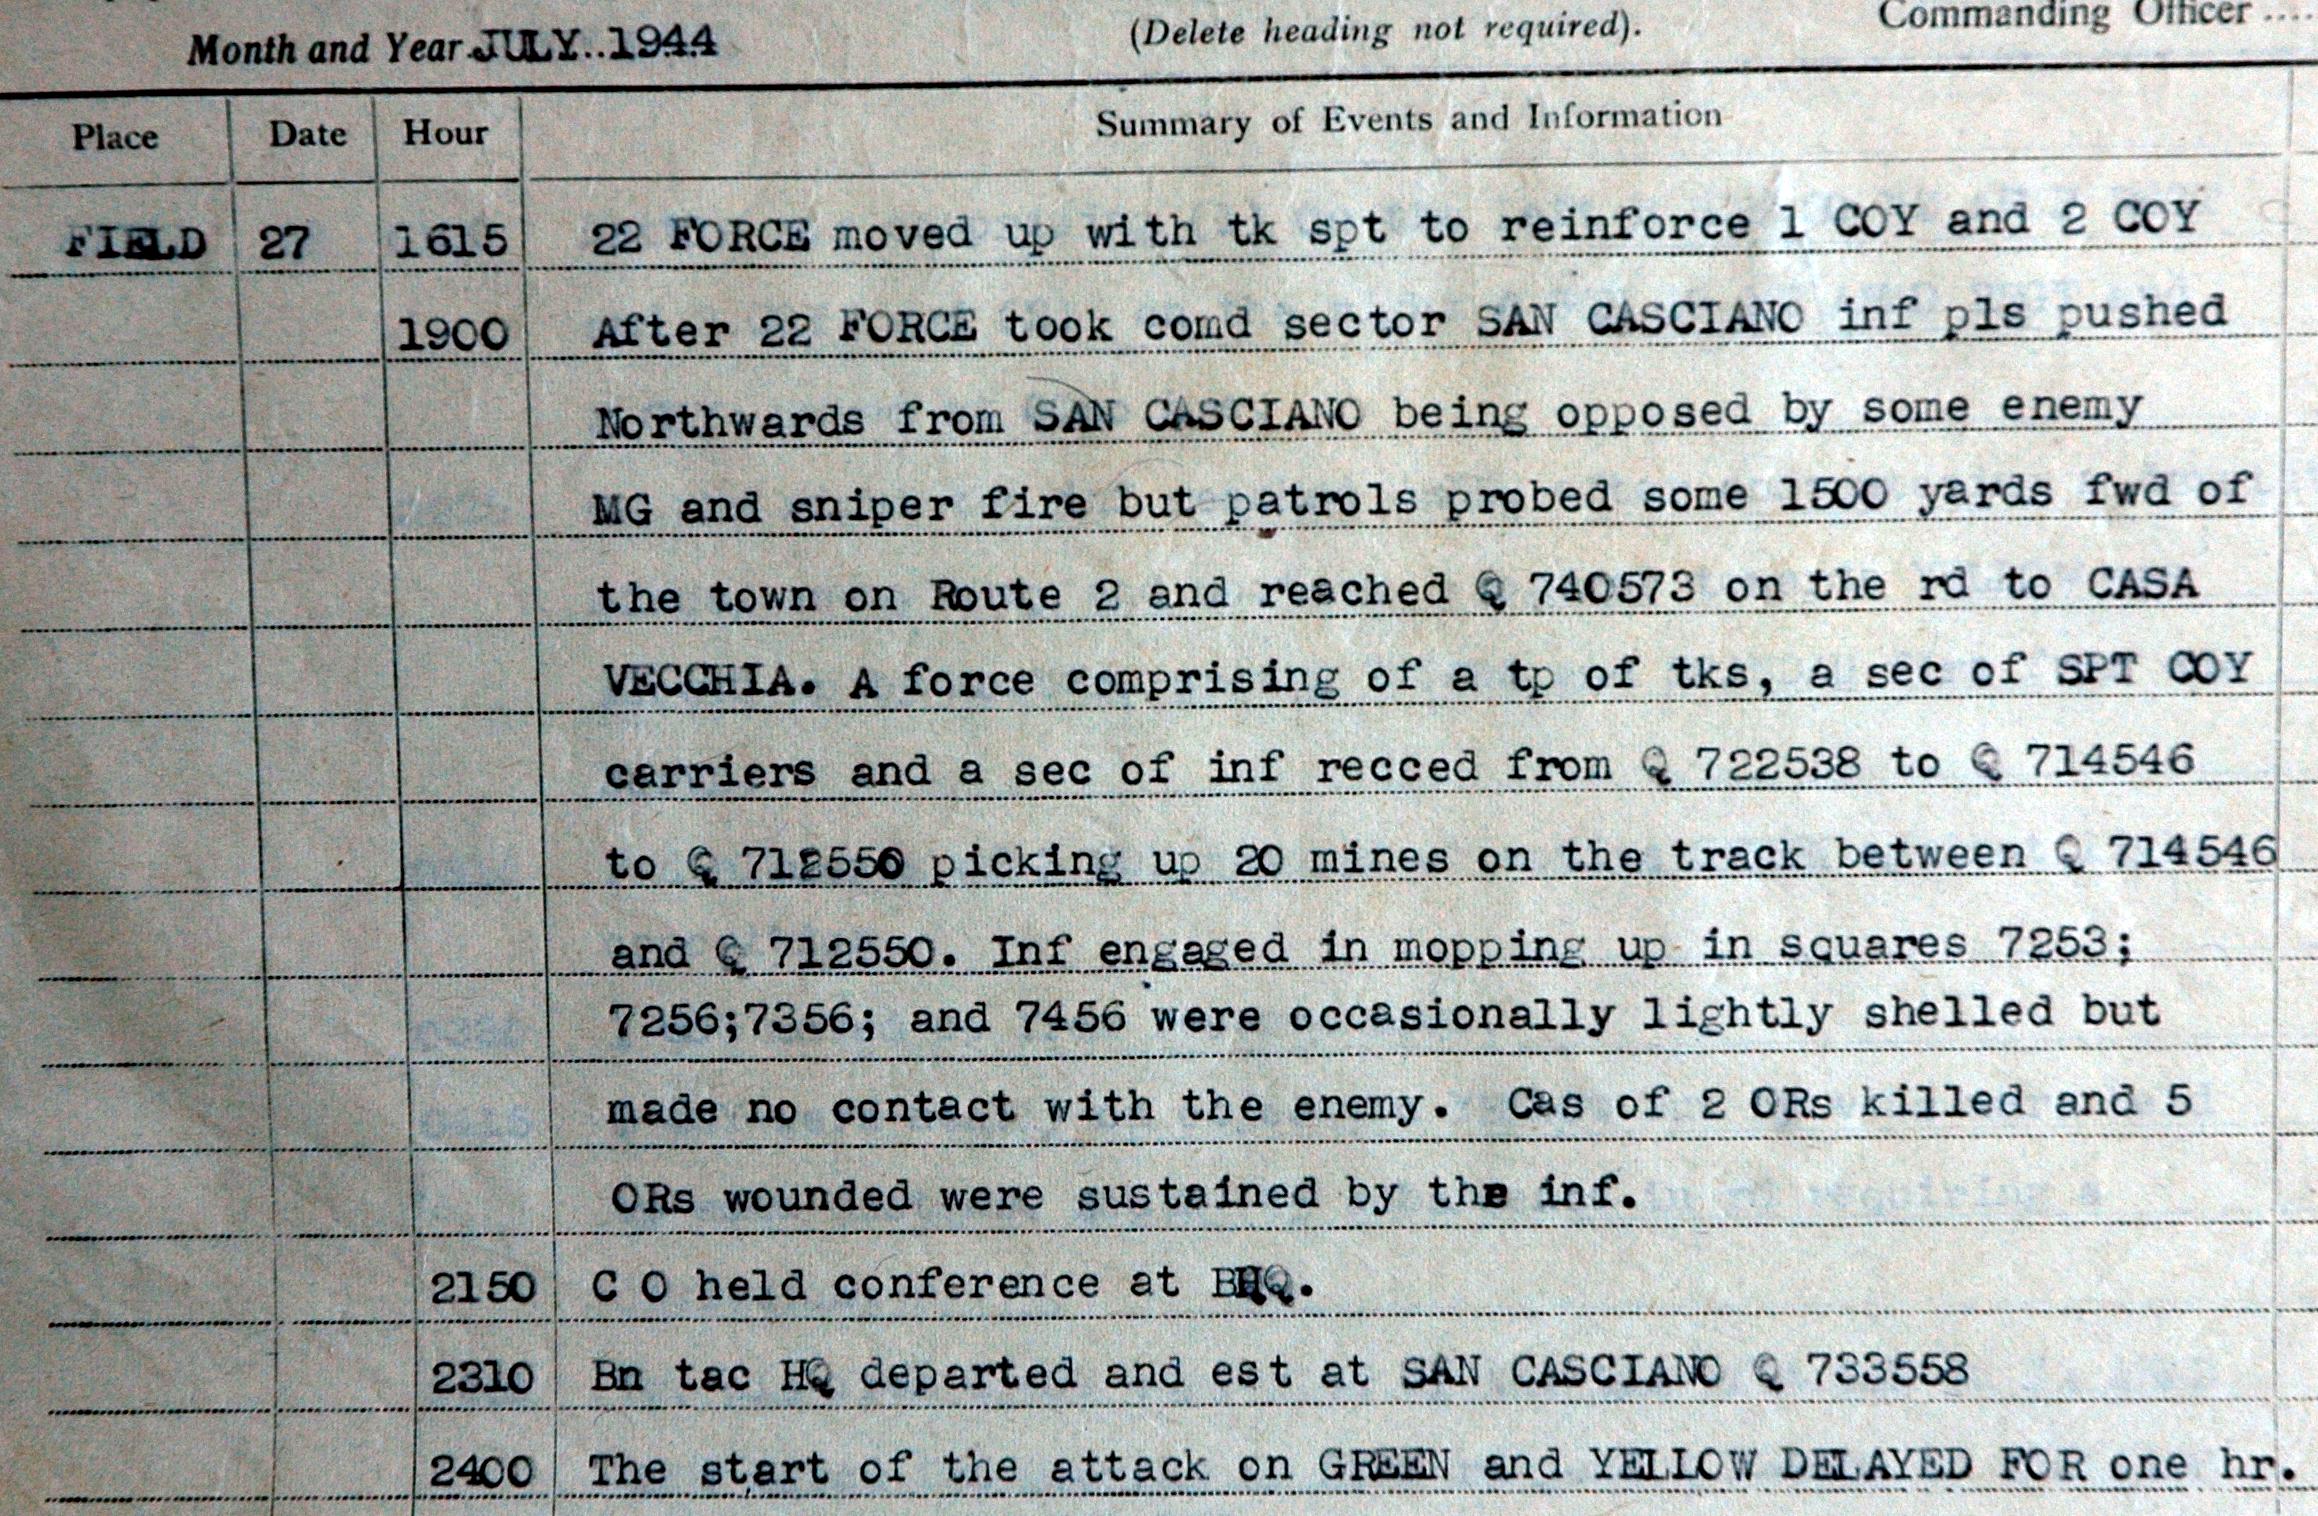 Month and Year JULY..1944
(Delete heading not required).
Commanding Officer ....
Place Date Hour Summary of Events and Information
FIELD 27 1615 22 FORCE moved up with tk spt to reinforce 1 COY and 2 COY
1900 After 22 FORCE took comd sector SAN CASCIANO inf pls pushed
Northwards from SAN CASCIANO being opposed by some enemy
MG and sniper fire but patrols probed some 1500 yards fwd of
the town on Route 2 and reached Q 740573 on the rd to CASA
VECCHIA. A force comprising of a tp of tks, a sec of SPT COY
carriers and a sec of inf recced from Q 722538 to Q 714546
to Q 712550 picking up 20 mines on the track between Q 714546
and Q 712550. Inf engaged in mopping up in squares 7253;
7256;7356; and 7456 were occasionally lightly shelled but
made no contact with the enemy. Cas of 2 ORs killed and 5
ORs wounded were sustained by the inf.
2150 C O held conference at BHQ.
2310 Bn tac HQ departed and est at SAN CASCIANO Q 733558
2400 The start of the attack on GREEN and YELLOW DELAYED FOR one hr.